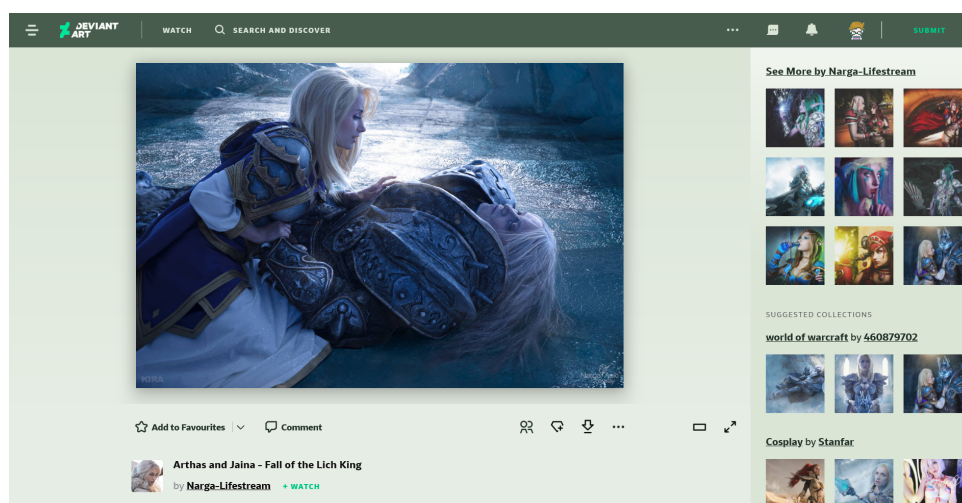 DEVIANT
ART
WATCH
SEARCH AND DISCOVER
SUBMIT
KIRA
See More by Narga-Lifestream
SUGGESTED COLLECTIONS
world of warcraft by 460879702
Cosplay by Stanfar
Add to Favourites
Comment
Arthas and Jaina - Fall of the Lich King
by Narga-Lifestream + WATCH